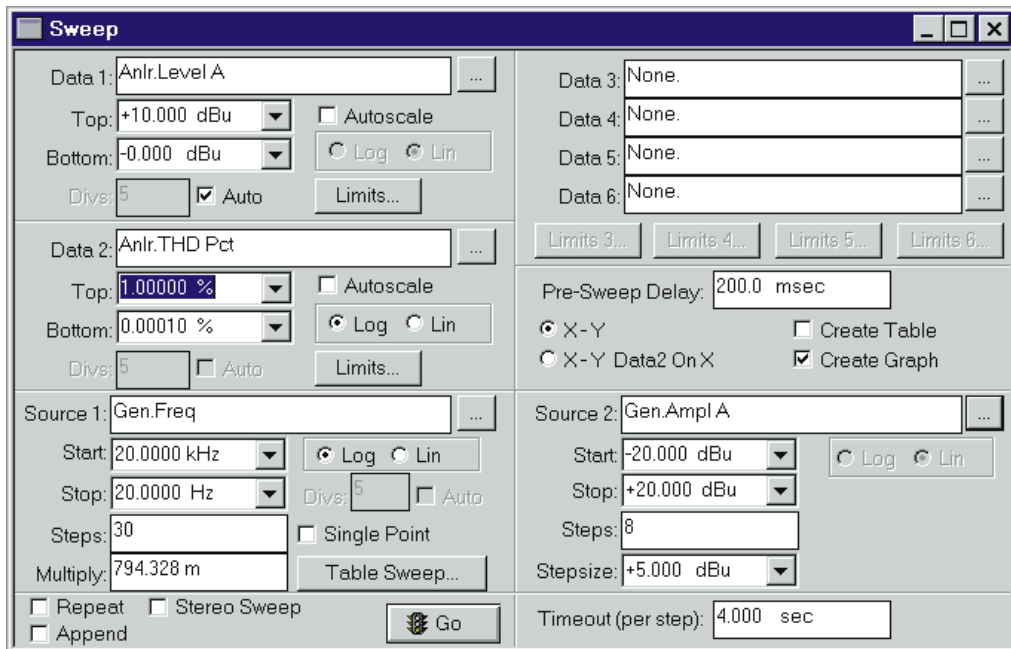 Sweep
Data 1: Anlr.Level A ...
Top: +10.000 dBu Autoscale
Bottom: -0.000 dBu Log Lin
Divs: 5 Auto Limits...
Data 2: Anlr.THD Pct ...
Top: 1.00000 % Autoscale
Bottom: 0.00010 % Log Lin
Divs: 5 Auto Limits...
Source 1: Gen.Freq ...
Start: 20.0000 kHz Log Lin
Stop: 20.0000 Hz Divs: 5 Auto
Steps: 30 Single Point
Multiply: 794.328 m Table Sweep...
Repeat Stereo Sweep
Append Go
Data 3: None. ...
Data 4: None. ...
Data 5: None. ...
Data 6: None. ...
Limits 3... Limits 4... Limits 5... Limits 6...
Pre-Sweep Delay: 200.0 msec
X-Y Create Table
X-Y Data2 On X Create Graph
Source 2: Gen.Ampl A ...
Start: -20.000 dBu Log Lin
Stop: +20.000 dBu
Steps: 8
Stepsize: +5.000 dBu
Timeout (per step): 4.000 sec